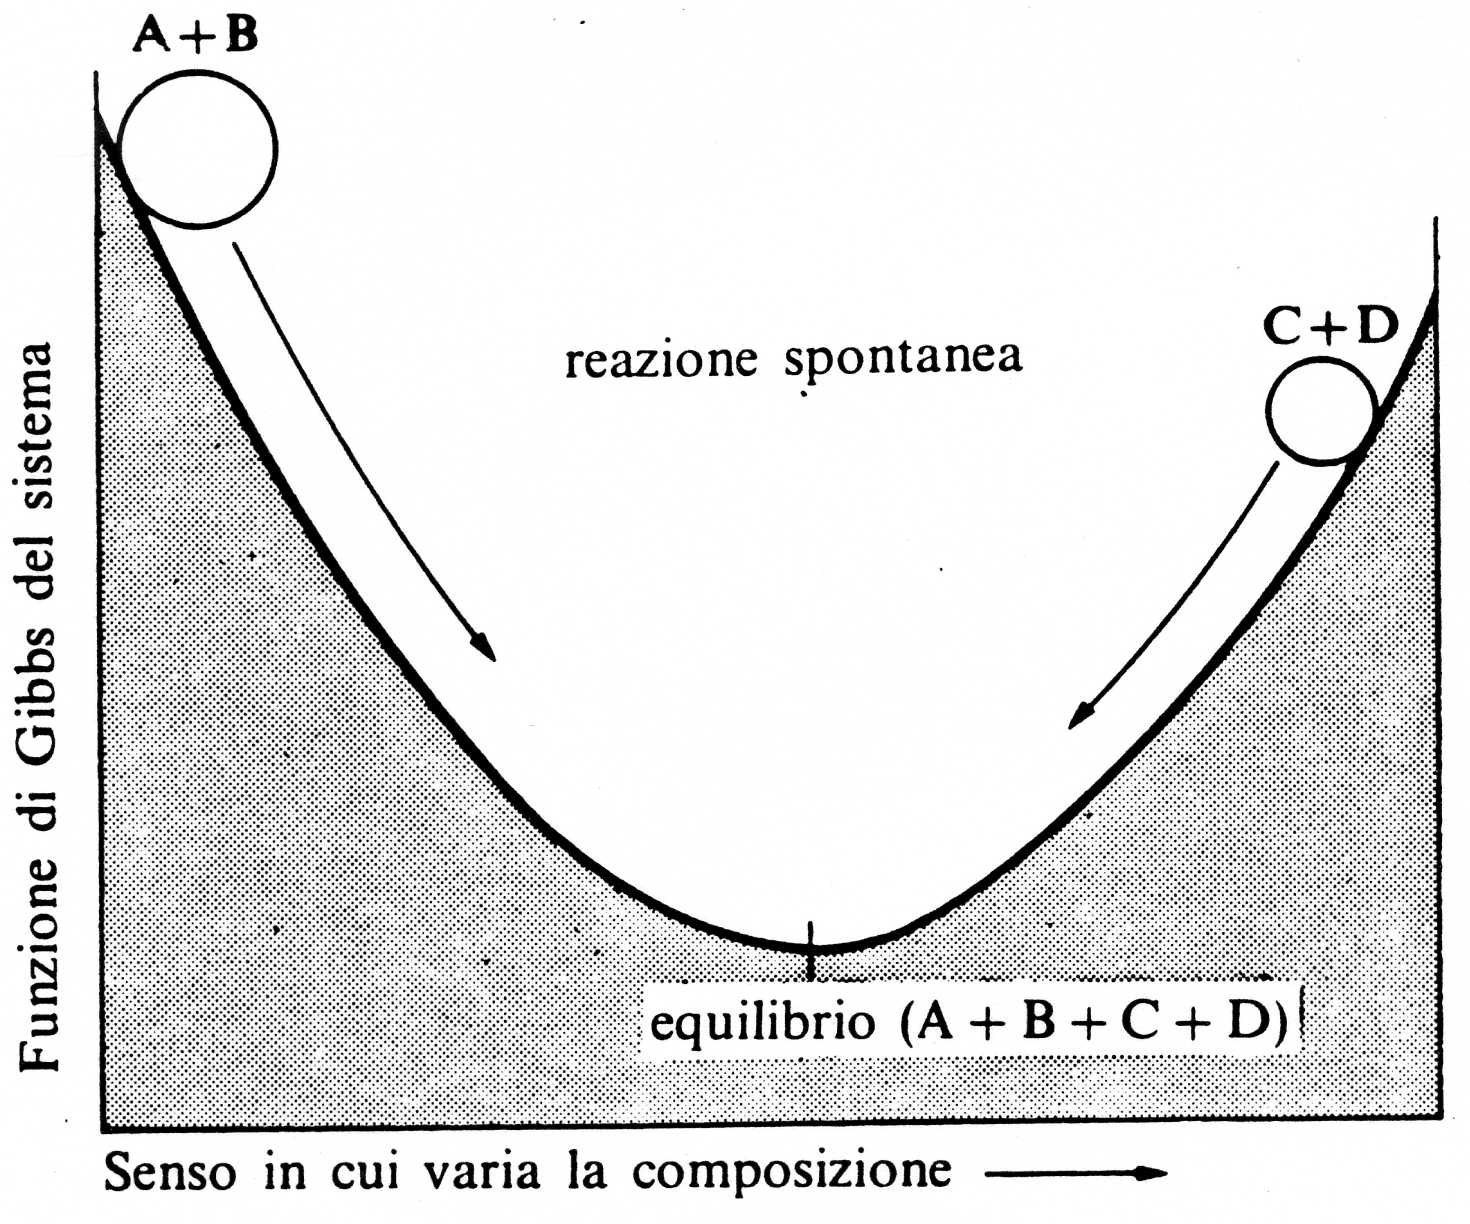 A+B
C+D
reazione spontanea
Funzione di Gibbs del sistema
equilibrio (A + B + C + D)
Senso in cui varia la composizione